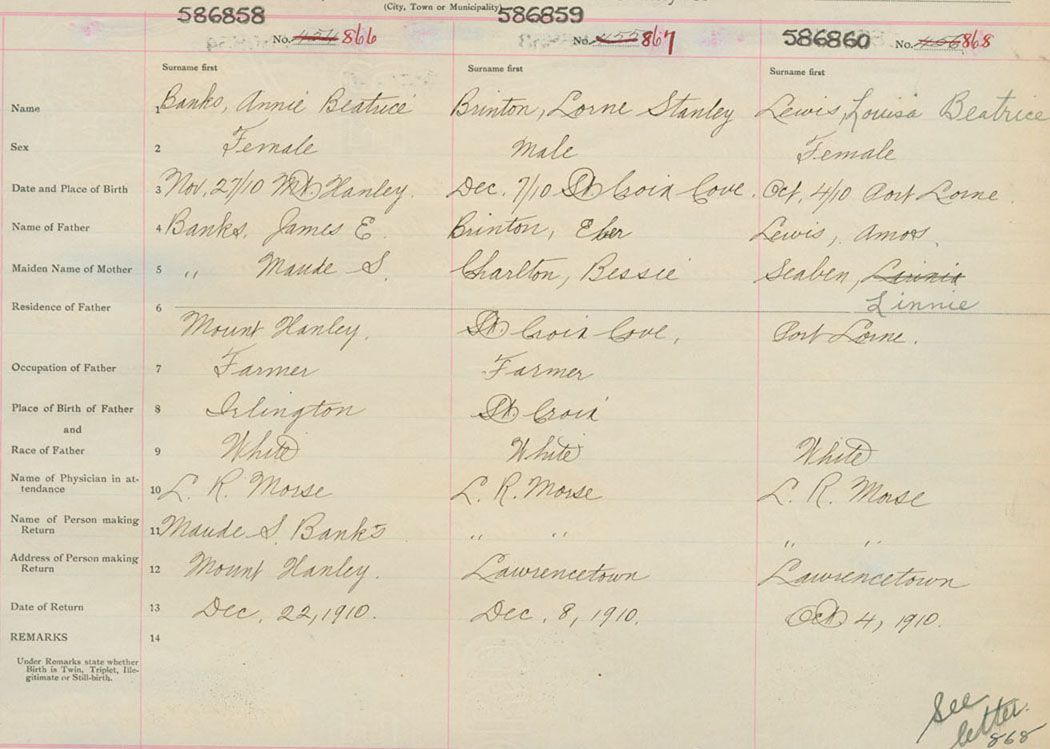 (City, Town or Municipality)
586858 586859
No. 866 No. 867 586860 No. 868
Surname first Surname first Surname first
Name 1 Banks, Annie Beatrice Brinton, Lorne Stanley Lewis, Louisa Beatrice
Sex 2 Female Male Female
Date and Place of Birth 3 Nov. 27/10 Mt. Hanley. Dec. 7/10 St. Croix Cove. Oct. 4/10 Port Lorne.
Name of Father 4 Banks, James E. Brinton, Eber Lewis, Amos.
Maiden Name of Mother 5 " Maude S. Charlton, Bessie Seaben, Linnie
Residence of Father 6 Mount Hanley. St. Croix Cove, Port Lorne.
Occupation of Father 7 Farmer Farmer
Place of Birth of Father 8 Arlington St. Croix
and
Race of Father 9 White White White
Name of Physician in at-
tendance 10 L. R. Morse L. R. Morse L. R. Morse
Name of Person making
Return 11 Maude S. Banks " " " "
Address of Person making
Return 12 Mount Hanley. Lawrencetown Lawrencetown
Date of Return 13 Dec. 22, 1910. Dec. 8, 1910. Oct 4, 1910.
REMARKS 14
Under Remarks state whether
Birth is Twin, Triplet, Ille-
gitimate or Still-birth.
See
letter.
868